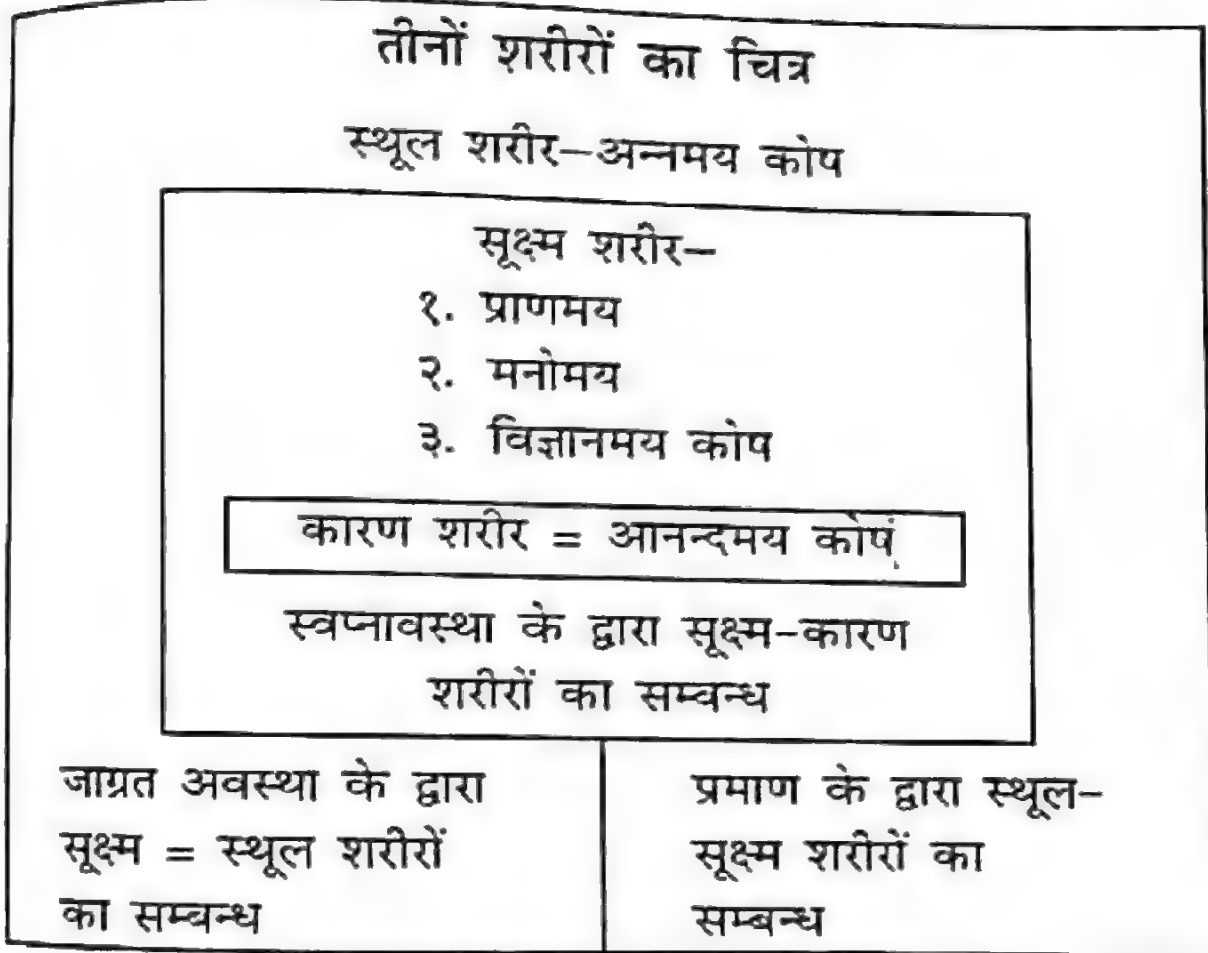 तीनों शरीरों का चित्र
स्थूल शरीर–अन्नमय कोष
सूक्ष्म शरीर–
१. प्राणमय
२. मनोमय
३. विज्ञानमय कोष
कारण शरीर = आनन्दमय कोष
स्वप्नावस्था के द्वारा सूक्ष्म-कारण
शरीरों का सम्बन्ध
जाग्रत अवस्था के द्वारा
सूक्ष्म = स्थूल शरीरों
का सम्बन्ध
प्रमाण के द्वारा स्थूल-
सूक्ष्म शरीरों का
सम्बन्ध